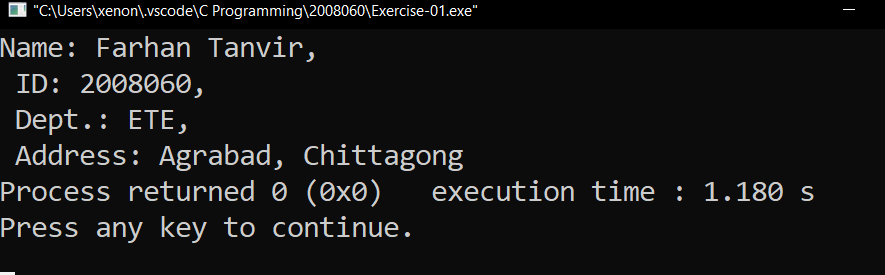 "C:\Users\xenon\.vscode\C Programming\2008060\Exercise-01.exe"
Name: Farhan Tanvir,
 ID: 2008060,
 Dept.: ETE,
 Address: Agrabad, Chittagong
Process returned 0 (0x0)   execution time : 1.180 s
Press any key to continue.